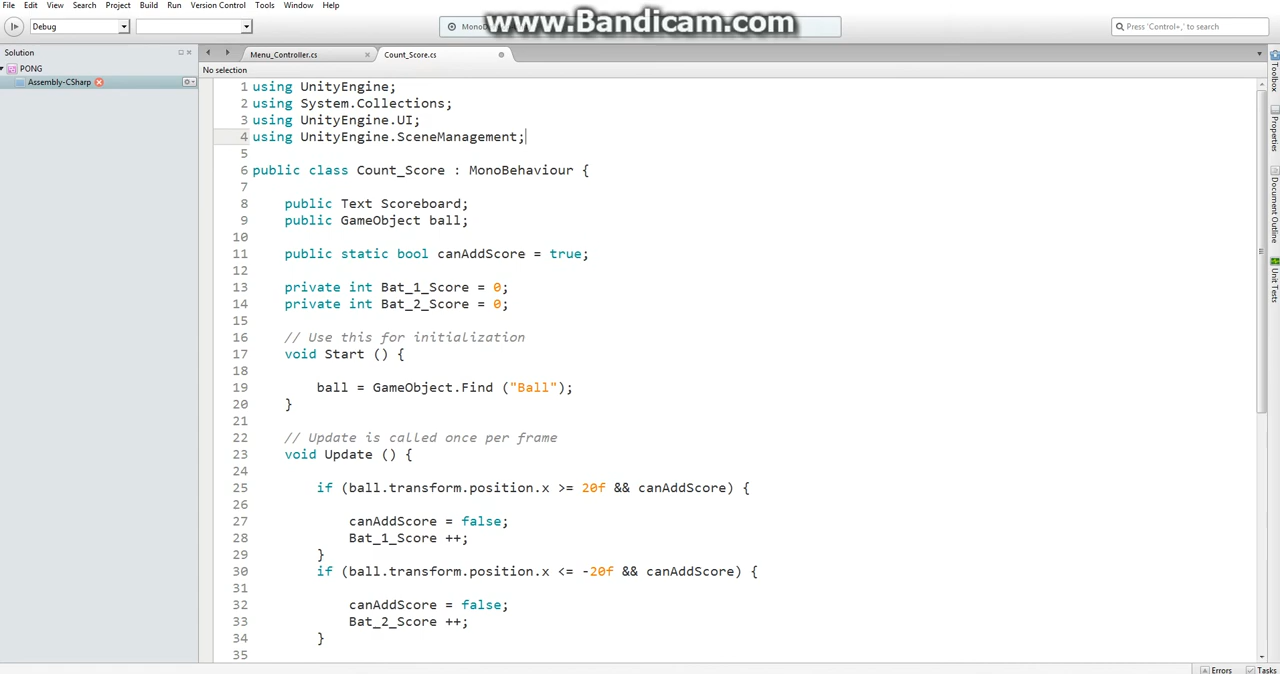 File Edit View Search Project Build Run Version Control Tools Window Help
www.Bandicam.com
Debug
Press 'Control+,' to search
Solution
Menu_Controller.cs
Count_Score.cs
PONG
No selection
Assembly-CSharp
1 using UnityEngine;
2 using System.Collections;
3 using UnityEngine.UI;
4 using UnityEngine.SceneManagement;
5
6 public class Count_Score : MonoBehaviour {
7
8 public Text Scoreboard;
9 public GameObject ball;
10
11 public static bool canAddScore = true;
12
13 private int Bat_1_Score = 0;
14 private int Bat_2_Score = 0;
15
16 // Use this for initialization
17 void Start () {
18
19 ball = GameObject.Find ("Ball");
20 }
21
22 // Update is called once per frame
23 void Update () {
24
25 if (ball.transform.position.x >= 20f && canAddScore) {
26
27 canAddScore = false;
28 Bat_1_Score ++;
29 }
30 if (ball.transform.position.x <= -20f && canAddScore) {
31
32 canAddScore = false;
33 Bat_2_Score ++;
34 }
35
Toolbox
Properties
Document Outline
Unit Tests
Errors Tasks